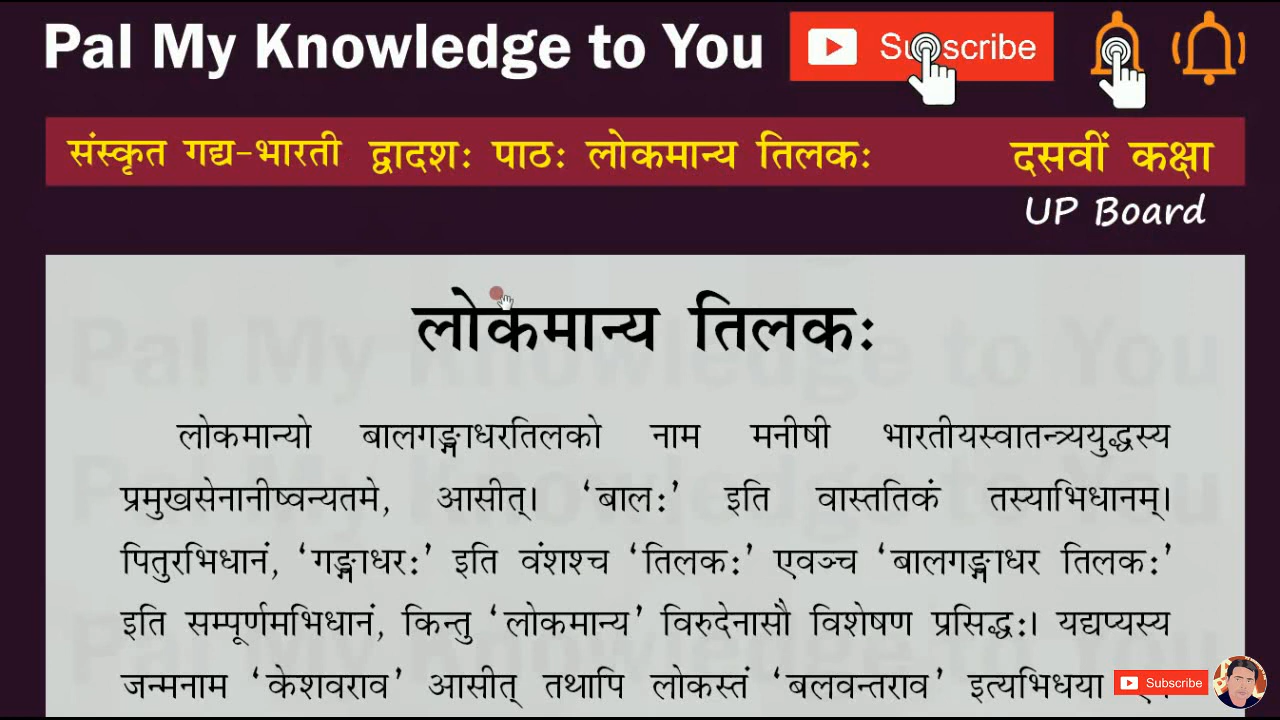 Pal My Knowledge to You
Subscribe
संस्कृत गद्य-भारती द्वादशः पाठः लोकमान्य तिलकः दसवीं कक्षा
UP Board
लोकमान्य तिलकः
लोकमान्यो बालगङ्गाधरतिलको नाम मनीषी भारतीयस्वातन्त्र्ययुद्धस्य
प्रमुखसेनानीष्वन्यतमे, आसीत्। ‘बालः’ इति वास्ततिकं तस्याभिधानम्।
पितुरभिधानं, ‘गङ्गाधरः’ इति वंशश्च ‘तिलकः’ एवञ्च ‘बालगङ्गाधर तिलकः’
इति सम्पूर्णमभिधानं, किन्तु ‘लोकमान्य’ विरुदेनासौ विशेषण प्रसिद्धः। यद्यप्यस्य
जन्मनाम ‘केशवराव’ आसीत् तथापि लोकस्तं ‘बलवन्तराव’ इत्यभिधया
Subscribe